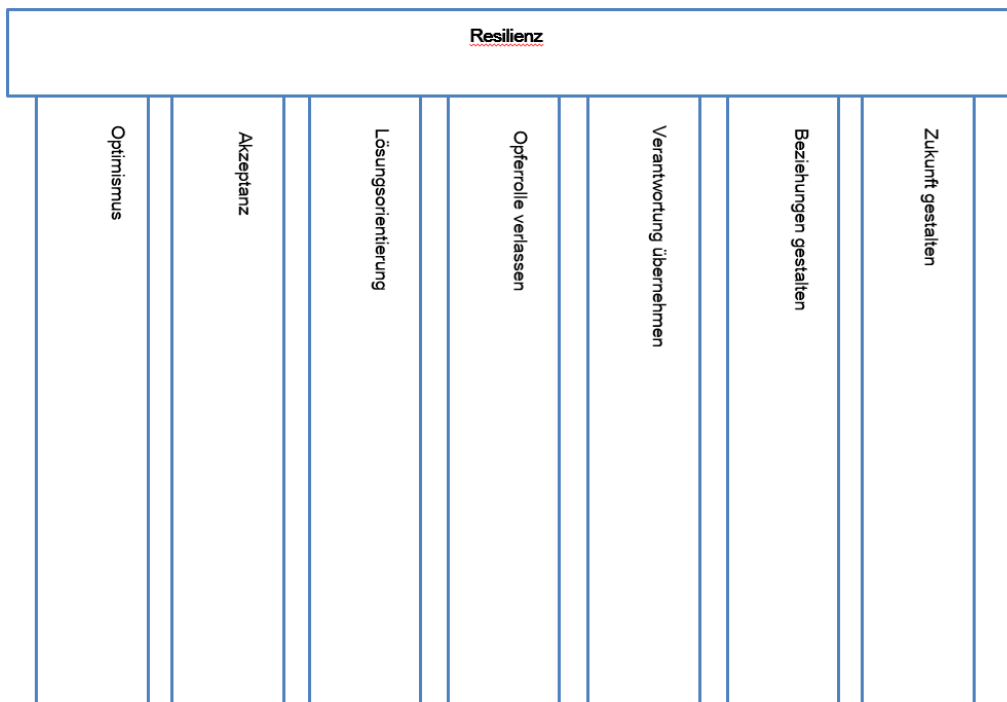 Resilienz
Optimismus
Akzeptanz
Lösungsorientierung
Opferrolle verlassen
Verantwortung übernehmen
Beziehungen gestalten
Zukunft gestalten